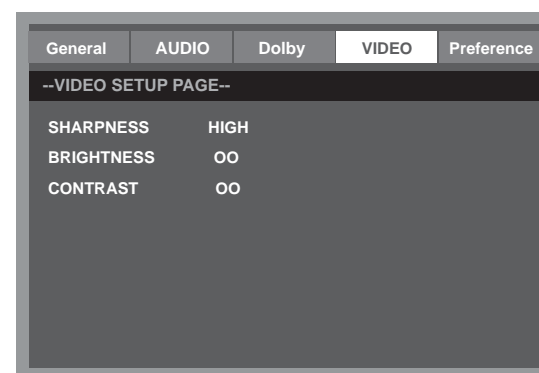 General AUDIO Dolby VIDEO Preference
--VIDEO SETUP PAGE--
SHARPNESS HIGH
BRIGHTNESS OO
CONTRAST OO